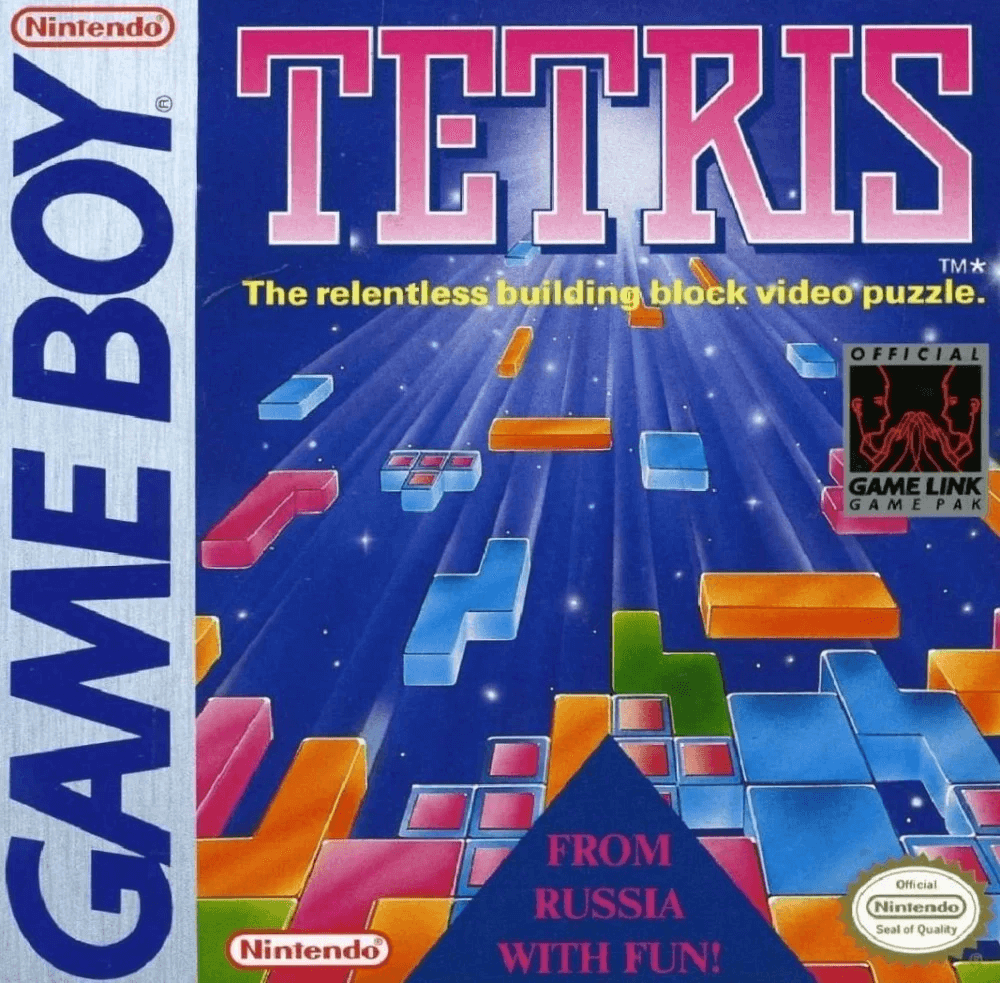 Nintendo®
GAME BOY®
TETRIS
TM*
The relentless building block video puzzle.
OFFICIAL
GAME LINK
GAME PAK
FROM
RUSSIA
WITH FUN!
Nintendo®
Official
Nintendo
Seal of Quality
®